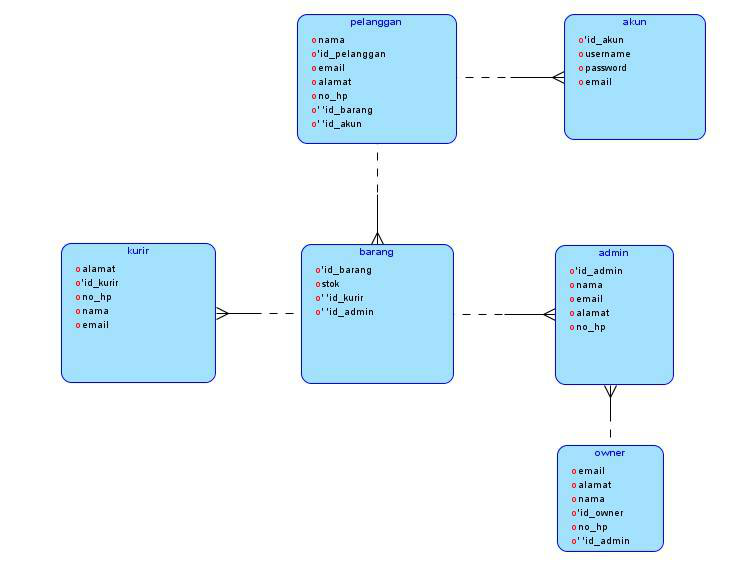 pelanggan
o nama
o 'id_pelanggan
o email
o alamat
o no_hp
o ' 'id_barang
o ' 'id_akun
akun
o 'id_akun
o username
o password
o email
kurir
o alamat
o 'id_kurir
o no_hp
o nama
o email
barang
o 'id_barang
o stok
o ' 'id_kurir
o ' 'id_admin
admin
o 'id_admin
o nama
o email
o alamat
o no_hp
owner
o email
o alamat
o nama
o 'id_owner
o no_hp
o ' 'id_admin